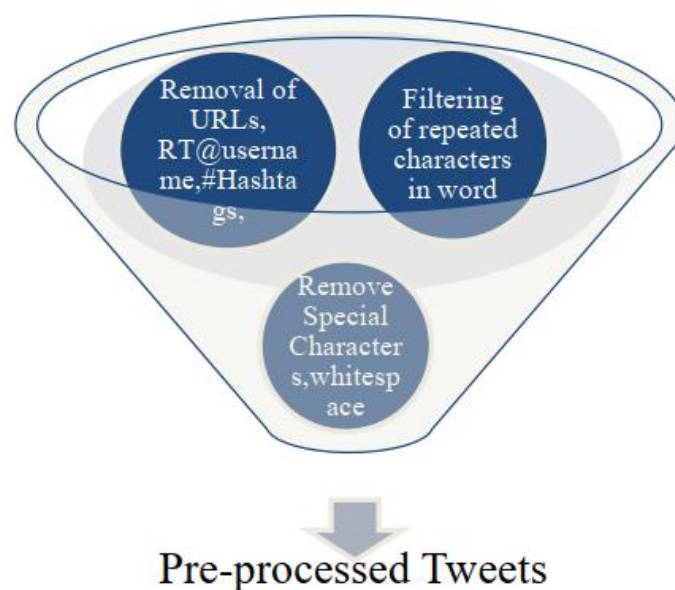 Removal of
URLs,
RT@userna
me,#Hashta
gs,
Filtering
of repeated
characters
in word
Remove
Special
Character
s,whitesp
ace
Pre-processed Tweets